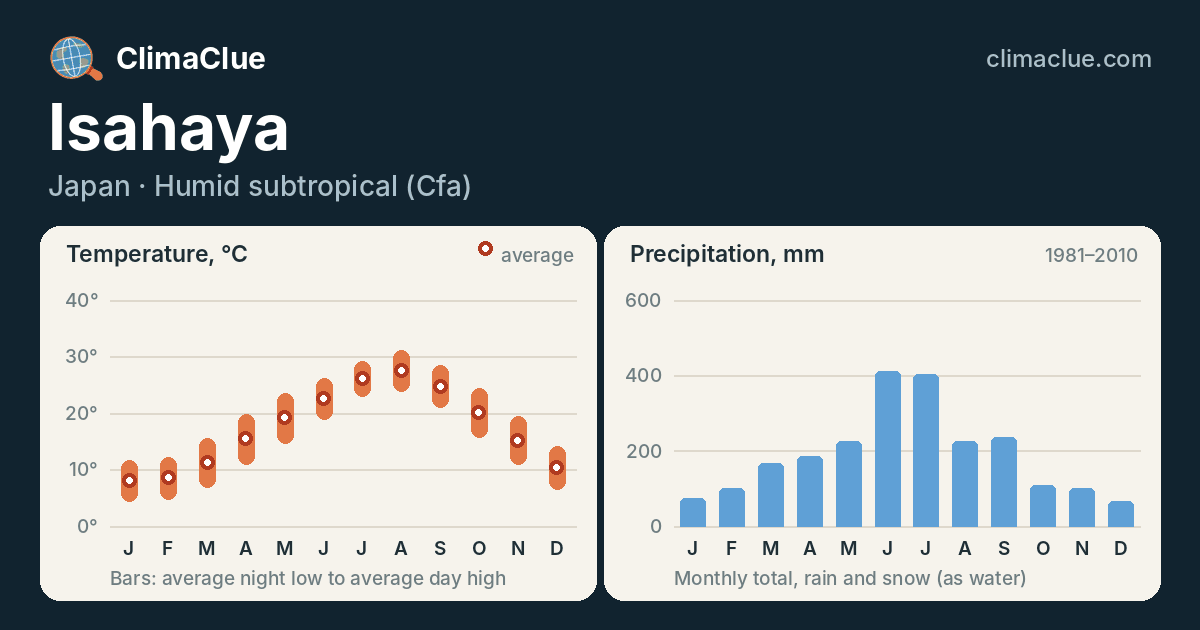 ClimaClue
climaclue.com
Isahaya
Japan · Humid subtropical (Cfa)
Temperature, °C
average
40°
30°
20°
10°
0°
J F M A M J J A S O N D
Bars: average night low to average day high
Precipitation, mm
1981–2010
600
400
200
0
J F M A M J J A S O N D
Monthly total, rain and snow (as water)